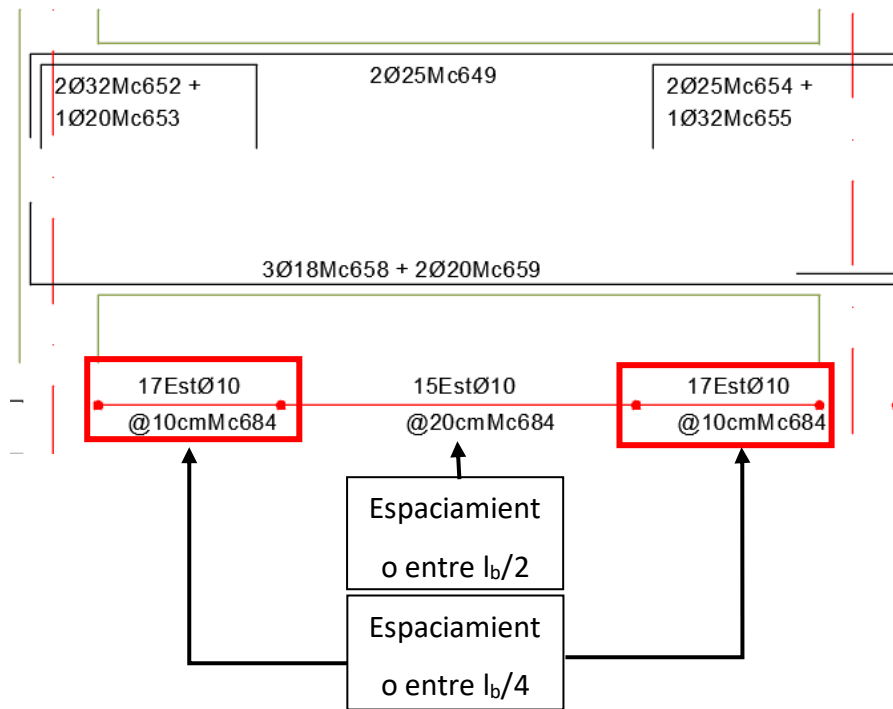 2Ø32Mc652 +
1Ø20Mc653
2Ø25Mc649
2Ø25Mc654 +
1Ø32Mc655
3Ø18Mc658 + 2Ø20Mc659
17EstØ10
@10cmMc684
15EstØ10
@20cmMc684
17EstØ10
@10cmMc684
Espaciamient
o entre lb/2
Espaciamient
o entre lb/4